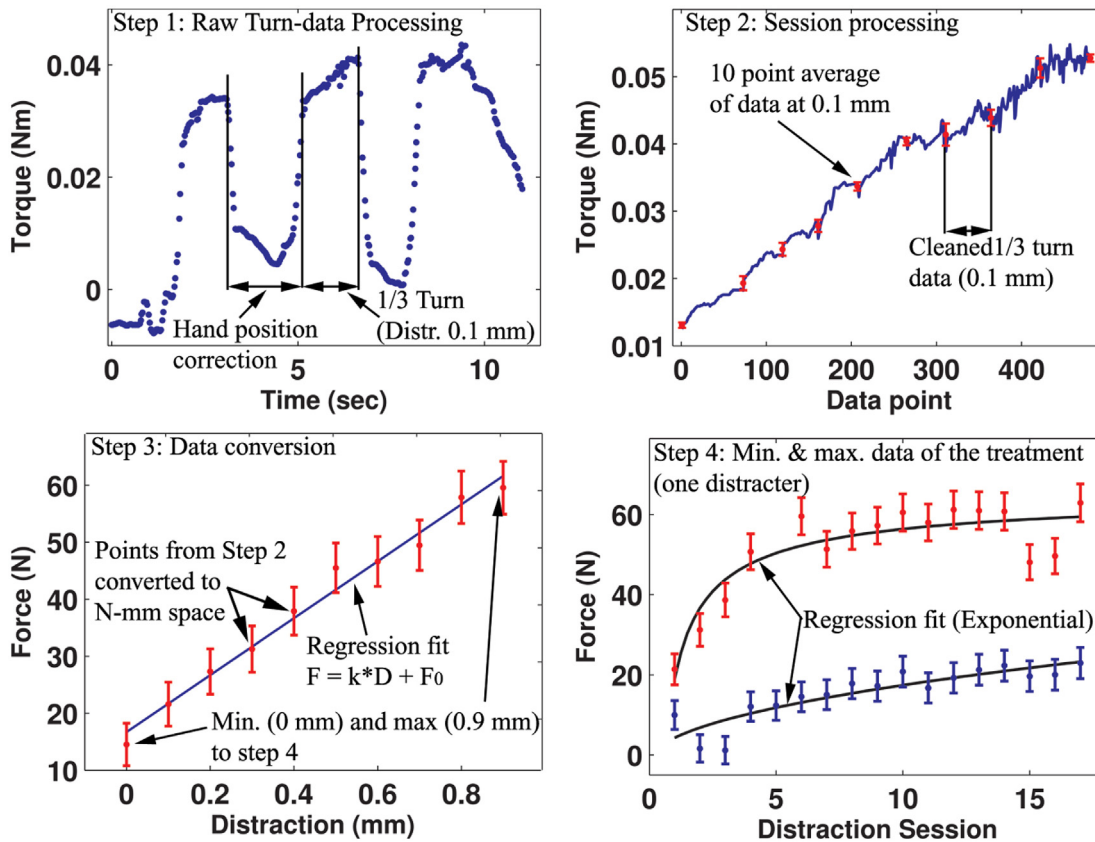 Step 1: Raw Turn-data Processing
Torque (Nm)
0.04
0.02
0
Hand position
correction
1/3 Turn
(Distr. 0.1 mm)
0
5
10
Time (sec)
Step 2: Session processing
Torque (Nm)
0.05
0.04
0.03
0.02
0.01
10 point average
of data at 0.1 mm
Cleaned1/3 turn
data (0.1 mm)
0
100
200
300
400
Data point
Step 3: Data conversion
Force (N)
60
50
40
30
20
10
Points from Step 2
converted to
N-mm space
Regression fit
F = k*D + F₀
Min. (0 mm) and max (0.9 mm)
to step 4
0
0.2
0.4
0.6
0.8
Distraction (mm)
Step 4: Min. & max. data of the treatment
(one distracter)
Force (N)
60
40
20
0
Regression fit (Exponential)
0
5
10
15
Distraction Session